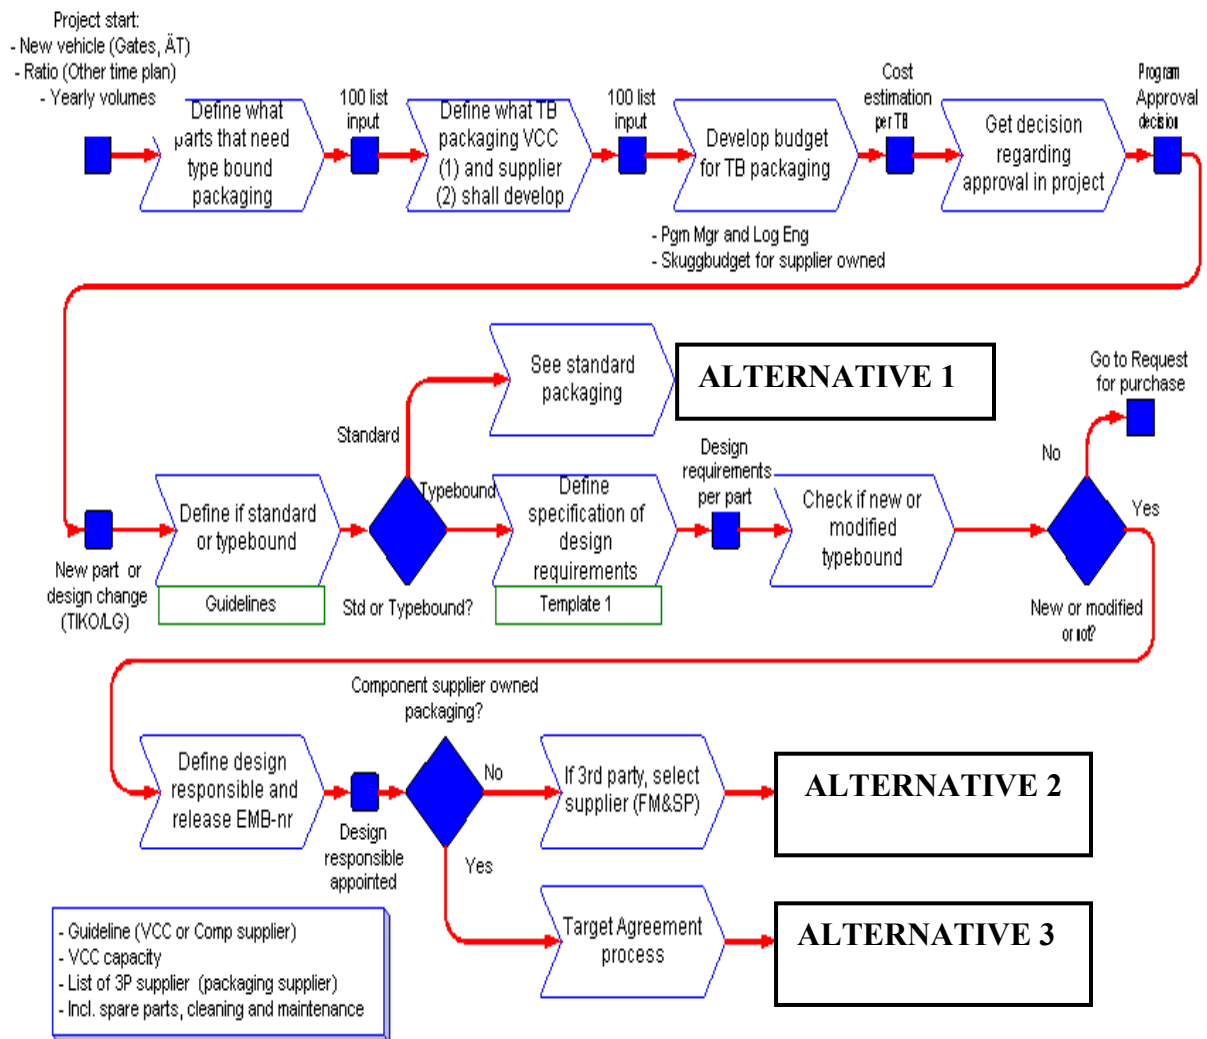 Project start:
- New vehicle (Gates, ÄT)
- Ratio (Other time plan)
- Yearly volumes
Define what
parts that need
type bound
packaging
100 list
input
Define what TB
packaging VCC
(1) and supplier
(2) shall develop
100 list
input
Develop budget
for TB packaging
- Pgm Mgr and Log Eng
- Skuggbudget for supplier owned
Cost
estimation
per TB
Get decision
regarding
approval in project
Program
Approval
decision
See standard
packaging
ALTERNATIVE 1
Go to Request
for purchase
Standard
Typebound
Design
requirements
per part
No
Yes
New part or
design change
(TIKO/LG)
Define if standard
or typebound
Guidelines
Std or Typebound?
Define
specification of
design
requirements
Template 1
Check if new or
modified
typebound
New or modified
or not?
Component supplier owned
packaging?
Define design
responsible and
release EMB-nr
Design
responsible
appointed
No
Yes
If 3rd party, select
supplier (FM&SP)
ALTERNATIVE 2
Target Agreement
process
ALTERNATIVE 3
- Guideline (VCC or Comp supplier)
- VCC capacity
- List of 3P supplier (packaging supplier)
- Incl. spare parts, cleaning and maintenance